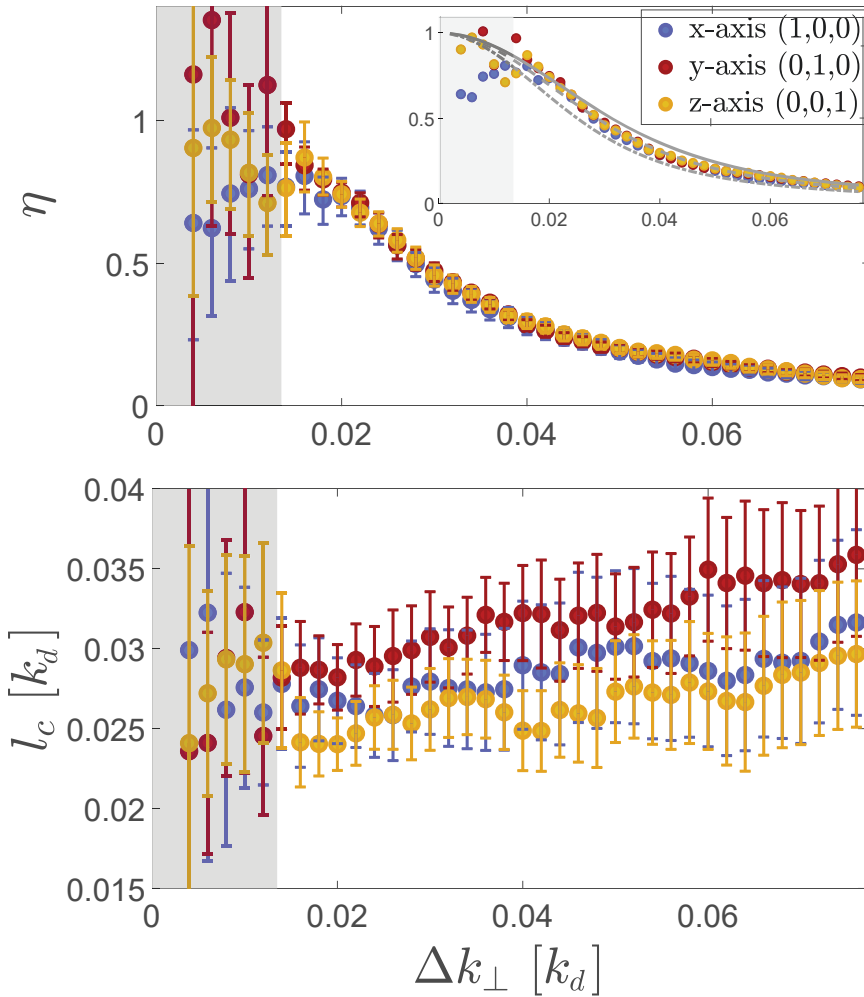 1
0.5
0
η
0 0.02 0.04 0.06
1
0.5
0
0.02 0.04 0.06
x-axis (1,0,0)
y-axis (0,1,0)
z-axis (0,0,1)
0.04
0.035
0.03
0.025
0.02
0.015
l_c [k_d]
0 0.02 0.04 0.06
Δk_⊥ [k_d]